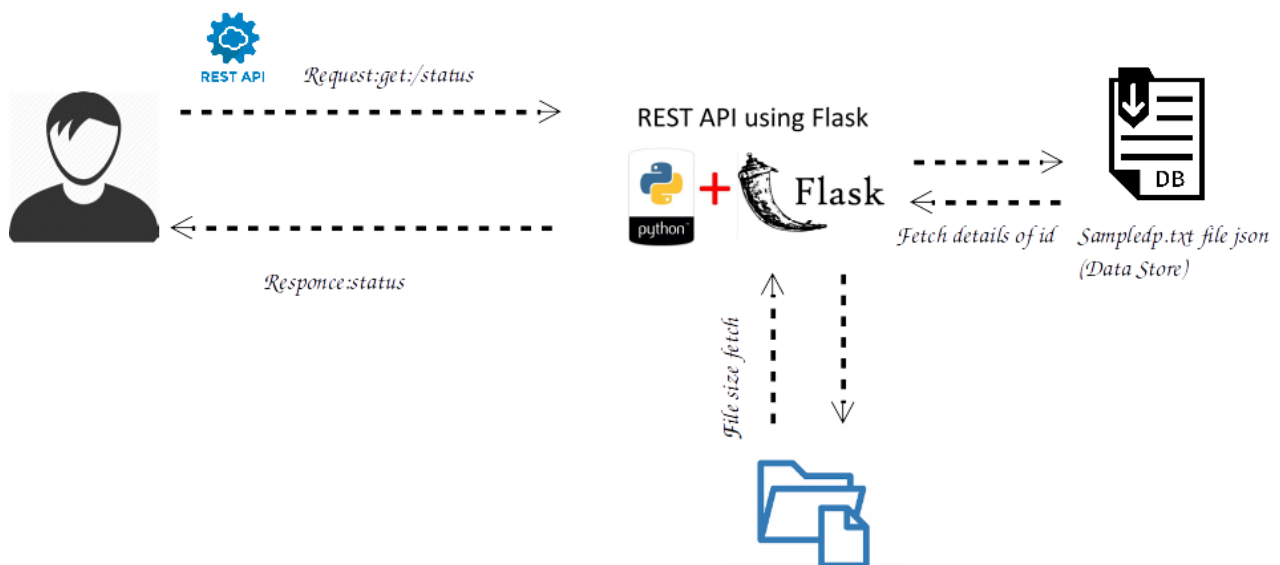 REST API
Request:get:/status
REST API using Flask
python
Flask
DB
Fetch details of id
Sampledp.txt file json
(Data Store)
Responce:status
File size fetch